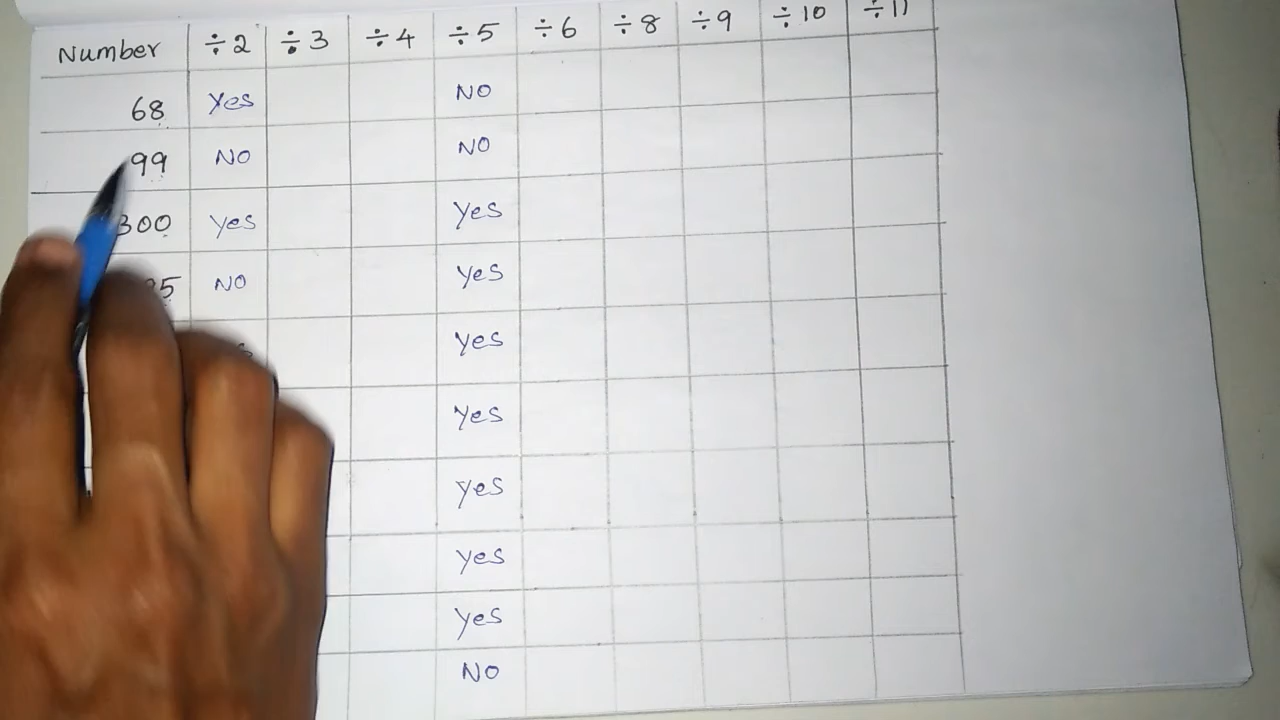 Number ÷2 ÷3 ÷4 ÷5 ÷6 ÷8 ÷9 ÷10 ÷11
68 Yes NO
99 NO NO
300 Yes Yes
NO Yes
Yes
Yes
Yes
Yes
Yes
NO